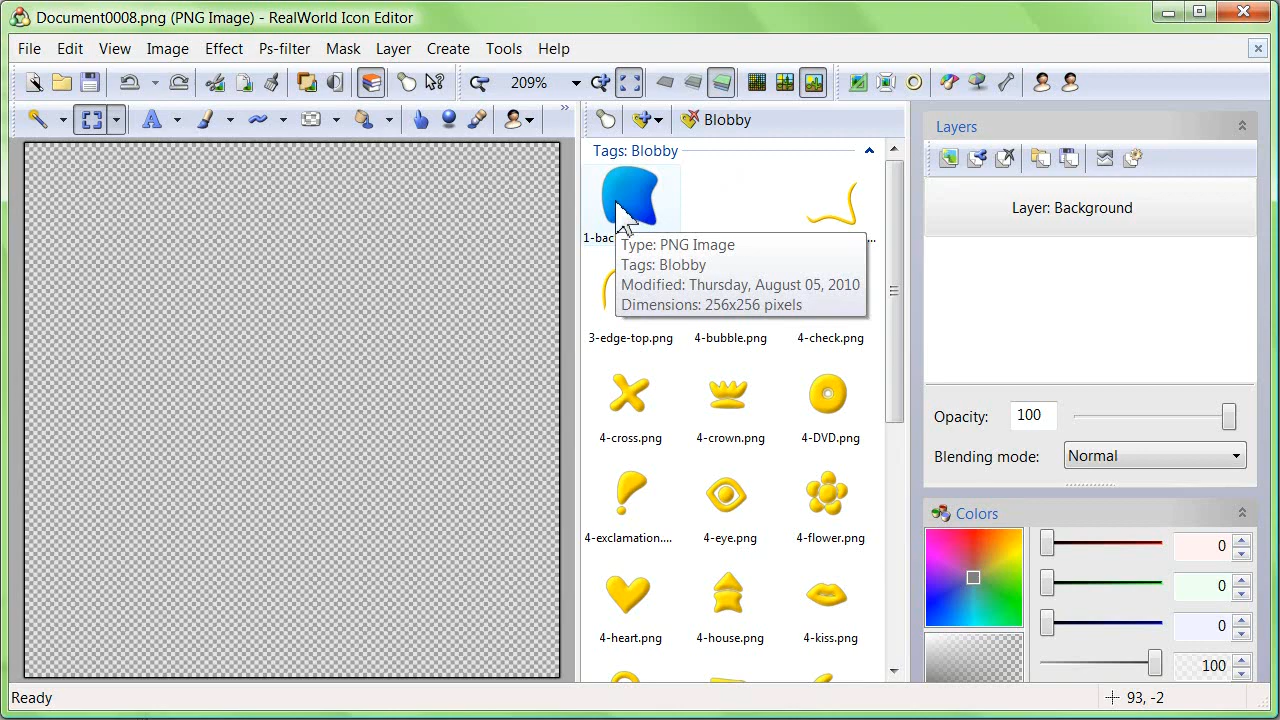 Document0008.png (PNG Image) - RealWorld Icon Editor
File Edit View Image Effect Ps-filter Mask Layer Create Tools Help
209%
Blobby
Tags: Blobby
1-bac
...
Type: PNG Image
Tags: Blobby
Modified: Thursday, August 05, 2010
Dimensions: 256x256 pixels
3-edge-top.png 4-bubble.png 4-check.png
4-cross.png 4-crown.png 4-DVD.png
4-exclamation.... 4-eye.png 4-flower.png
4-heart.png 4-house.png 4-kiss.png
Layers
Layer: Background
Opacity: 100
Blending mode: Normal
Colors
0
0
0
100
Ready
93, -2